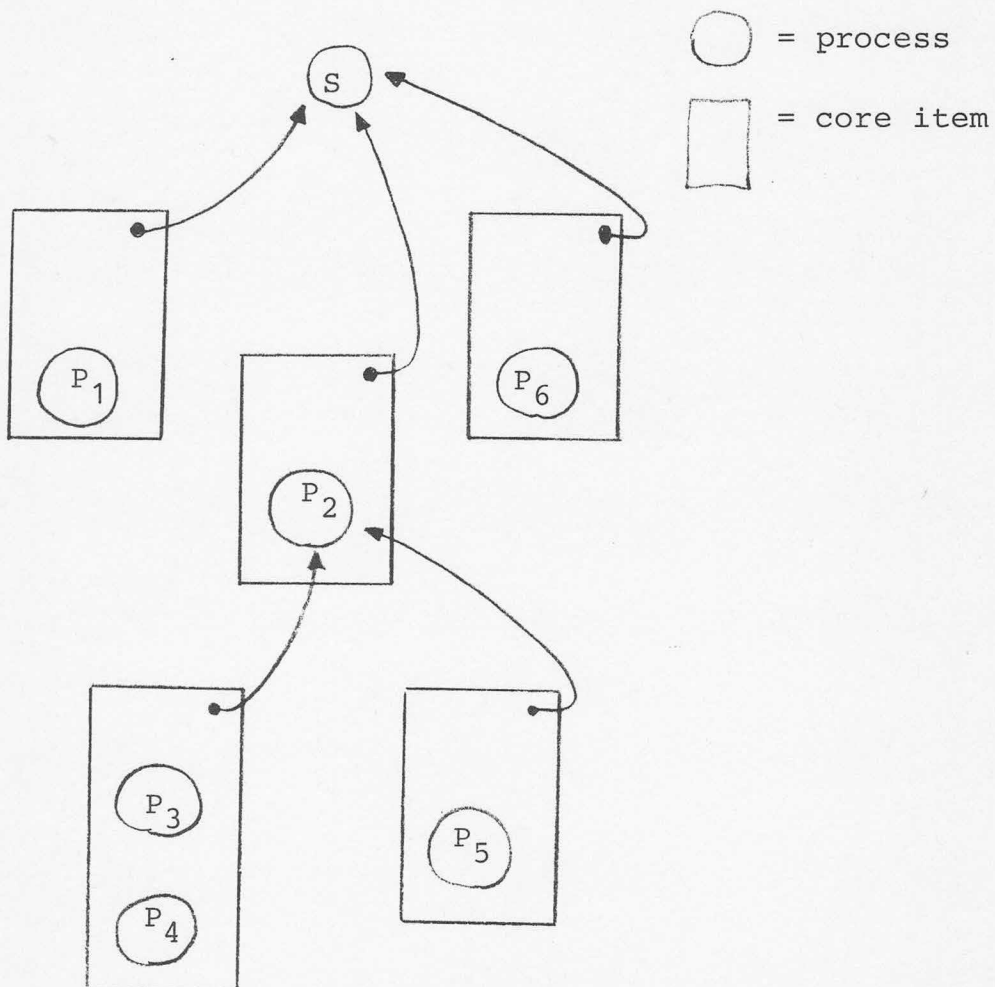 = process
S
= core item
P1
P6
P2
P3
P5
P4